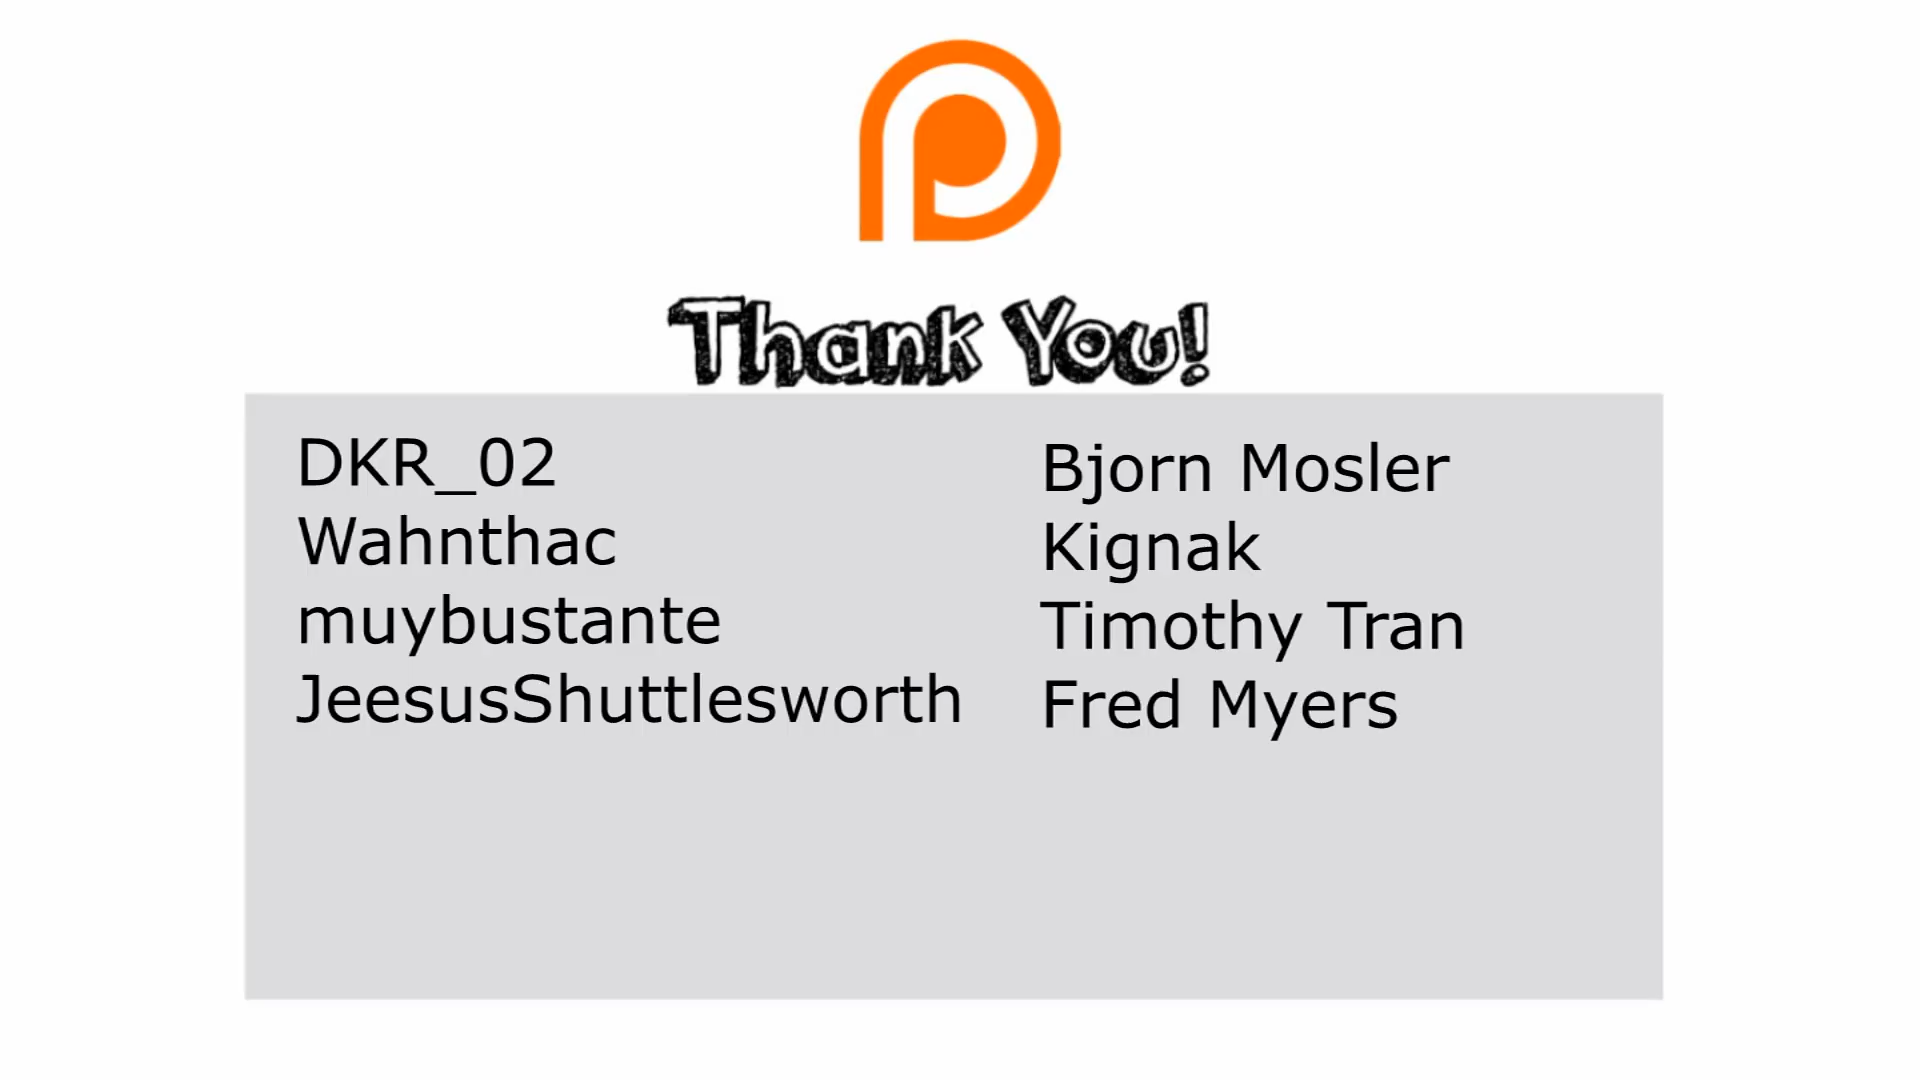 Thank You!
DKR_02
Wahnthac
muybustante
JeesusShuttlesworth
Bjorn Mosler
Kignak
Timothy Tran
Fred Myers